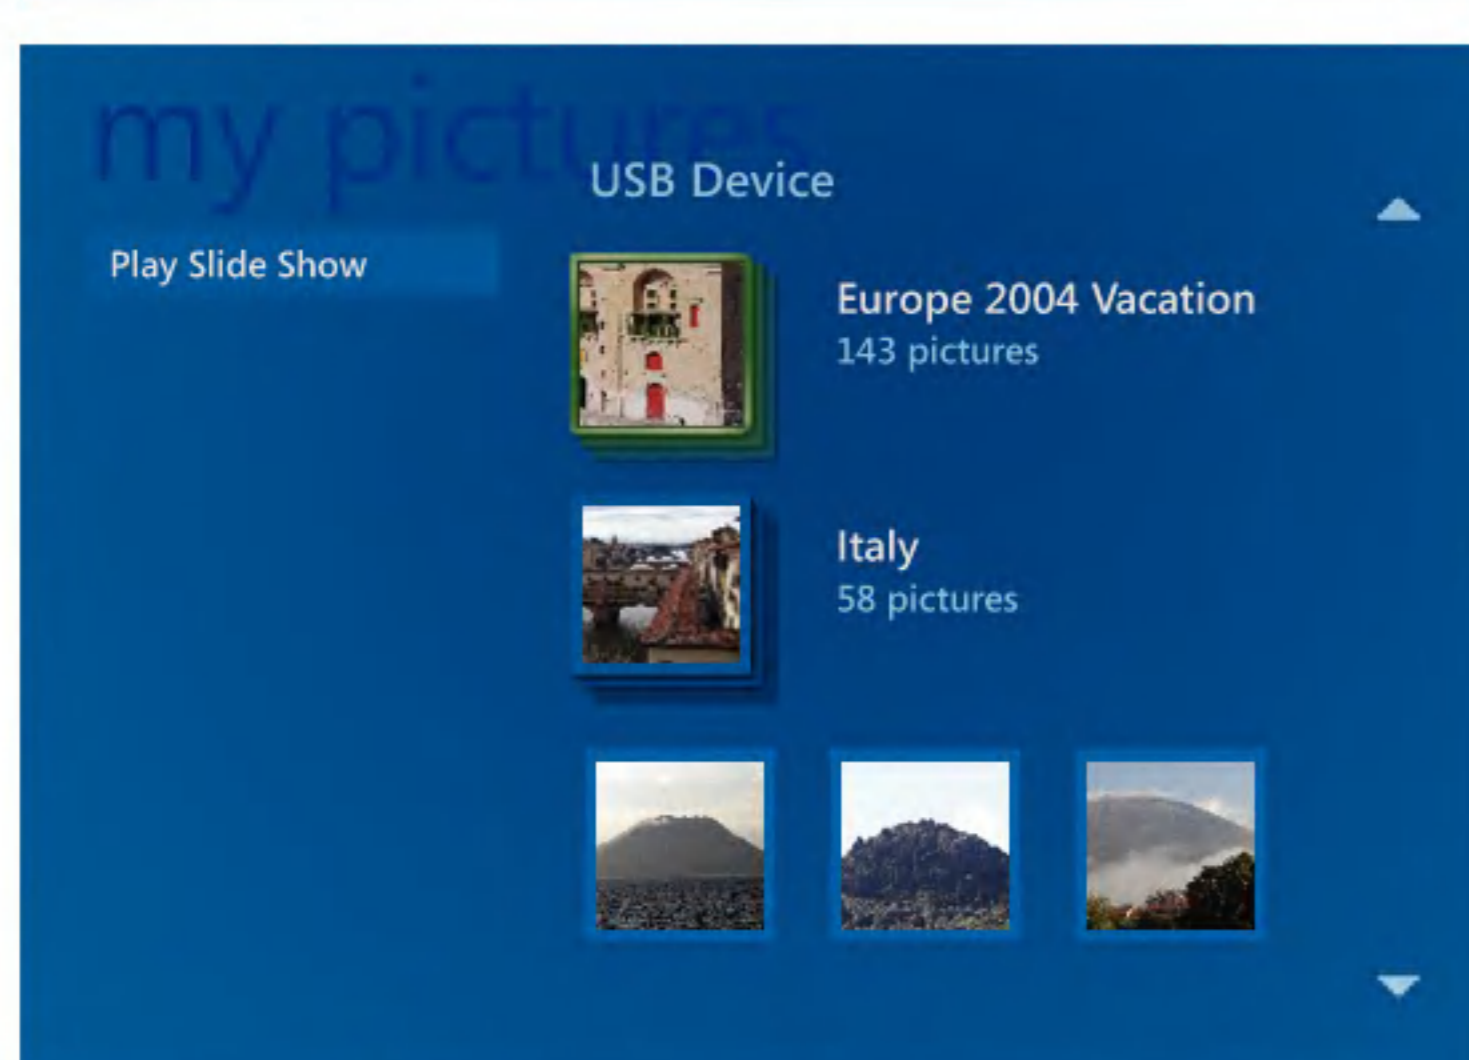 my pictures
USB Device
Play Slide Show
Europe 2004 Vacation
143 pictures
Italy
58 pictures